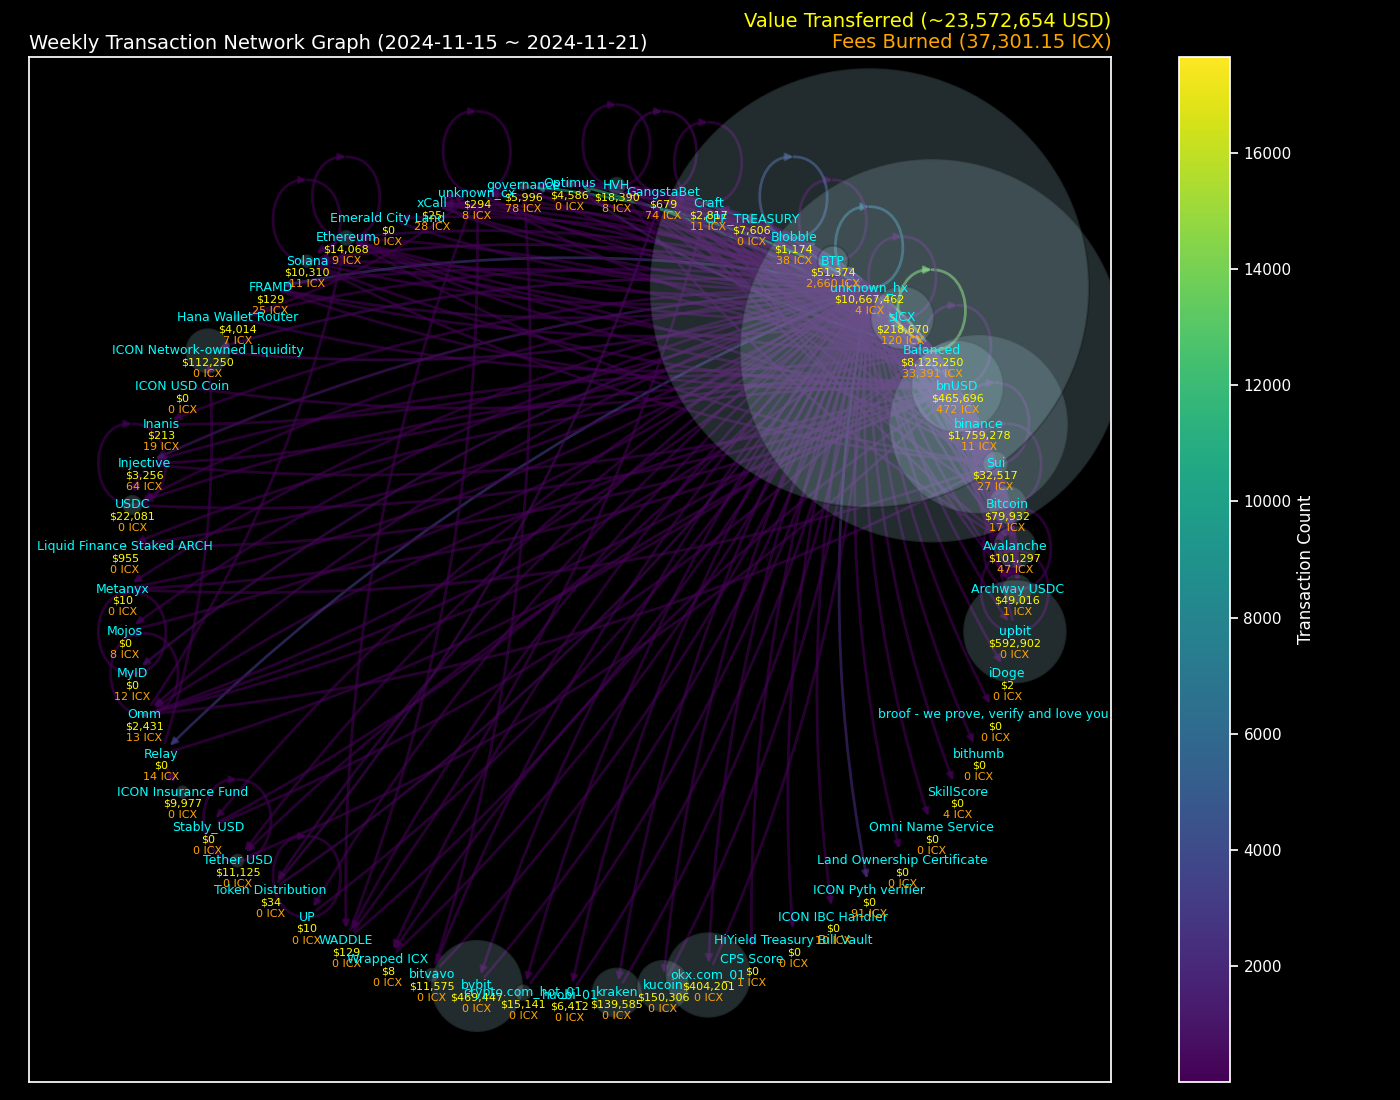 Value Transferred (~23,572,654 USD)
Weekly Transaction Network Graph (2024-11-15 ~ 2024-11-21)
Fees Burned (37,301.15 ICX)
governance
$5,996
78 ICX
Optimus
$4,586
0 ICX
HVH
$18,390
8 ICX
GangstaBet
$679
74 ICX
Craft
$2,817
11 ICX
unknown_cx
$294
8 ICX
xCall
$25
28 ICX
Emerald City Land
$0
0 ICX
CPF_TREASURY
$7,606
0 ICX
Blobble
$1,174
38 ICX
Ethereum
$14,068
9 ICX
BTP
$51,374
2,660 ICX
Solana
$10,310
11 ICX
unknown_hx
$10,667,462
4 ICX
FRAMD
$129
25 ICX
sICX
$218,670
120 ICX
Hana Wallet Router
$4,014
7 ICX
Balanced
$8,125,250
33,391 ICX
ICON Network-owned Liquidity
$112,250
0 ICX
bnUSD
$465,696
472 ICX
ICON USD Coin
$0
0 ICX
binance
$1,759,278
11 ICX
Inanis
$213
19 ICX
Sui
$32,517
27 ICX
Injective
$3,256
64 ICX
Bitcoin
$79,932
17 ICX
USDC
$22,081
0 ICX
Avalanche
$101,297
47 ICX
Liquid Finance Staked ARCH
$955
0 ICX
Archway USDC
$49,016
1 ICX
Metanyx
$10
0 ICX
upbit
$592,902
0 ICX
Mojos
$0
8 ICX
iDoge
$2
0 ICX
MyID
$0
12 ICX
broof - we prove, verify and love you
$0
0 ICX
Omm
$2,431
13 ICX
bithumb
$0
0 ICX
Relay
$0
14 ICX
SkillScore
$0
4 ICX
ICON Insurance Fund
$9,977
0 ICX
Omni Name Service
$0
0 ICX
Stably_USD
$0
0 ICX
Land Ownership Certificate
$0
0 ICX
Tether USD
$11,125
0 ICX
ICON Pyth verifier
$0
91 ICX
Token Distribution
$34
0 ICX
ICON IBC Handler
$0
UP
$10
0 ICX
HiYield Treasury Bill Vault
$0
0 ICX
WADDLE
$129
0 ICX
CPS Score
$0
1 ICX
Wrapped ICX
$8
0 ICX
okx.com_01
$404,201
0 ICX
bitvavo
$11,575
0 ICX
kucoin
$150,306
0 ICX
bybit
$469,447
0 ICX
kraken
$139,585
0 ICX
crypto.com_hot_01
$15,141
0 ICX
$6,412
0 ICX
16000
14000
12000
10000
8000
6000
4000
2000
Transaction Count